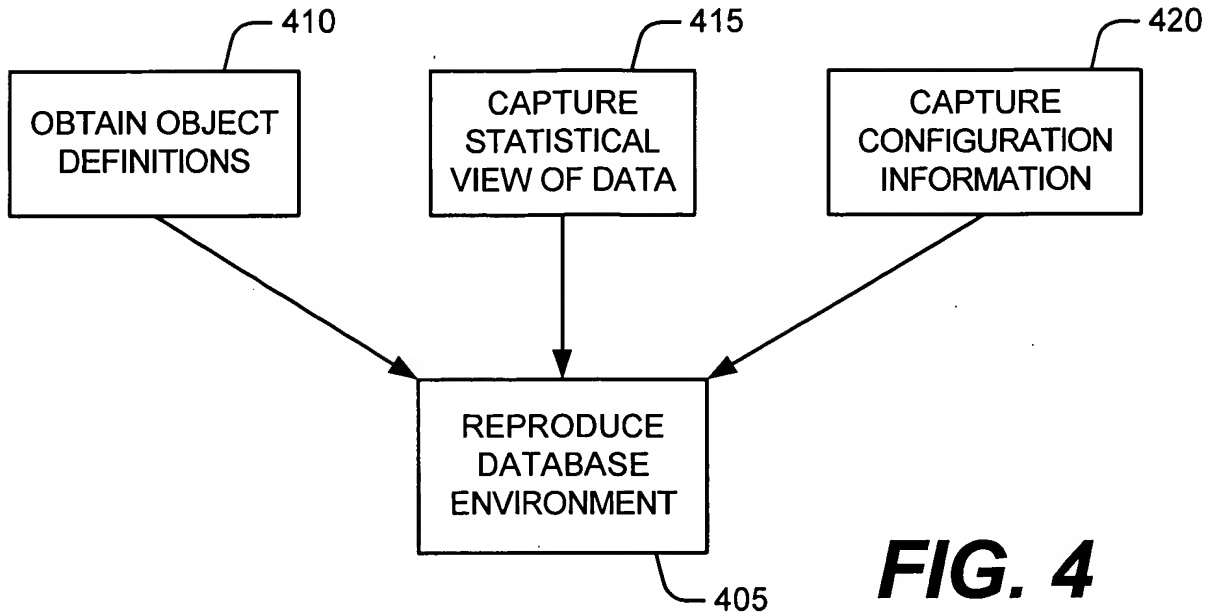 410
415
420
OBTAIN OBJECT
DEFINITIONS
CAPTURE
STATISTICAL
VIEW OF DATA
CAPTURE
CONFIGURATION
INFORMATION
REPRODUCE
DATABASE
ENVIRONMENT
405
FIG. 4